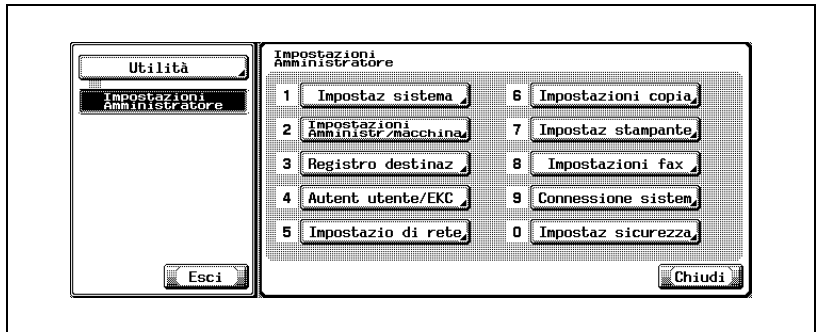 Utilità
Impostazioni
Amministratore
Esci
Impostazioni
Amministratore
1 Impostaz sistema
2 Impostazioni
Amministr/macchina
3 Registro destinaz
4 Autent utente/EKC
5 Impostazio di rete
6 Impostazioni copia
7 Impostaz stampante
8 Impostazioni fax
9 Connessione sistem
0 Impostaz sicurezza
Chiudi